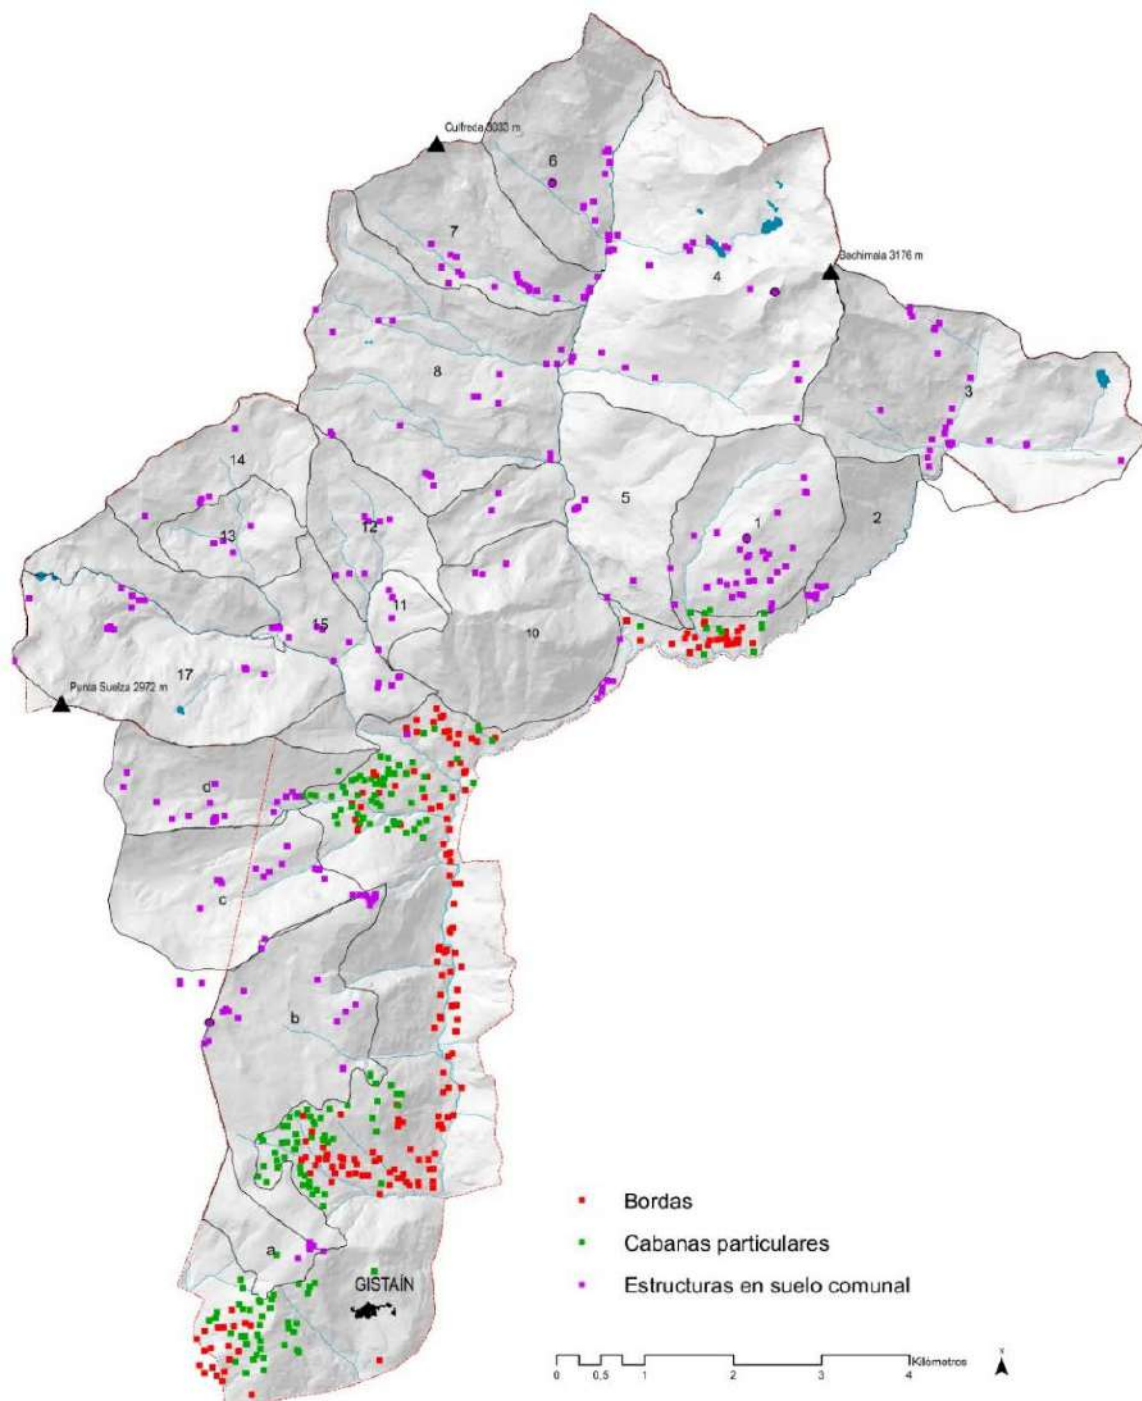 Culfreda 3033 m
6
7
Bachimala 3176 m
4
8
3
14
5
1
2
13
12
11
15
10
17
Punta Suelza 2972 m
d
c
b
a
GISTAÍN
Bordas
Cabanas particulares
Estructuras en suelo comunal
Kilómetros
0 0,5 1 2 3 4